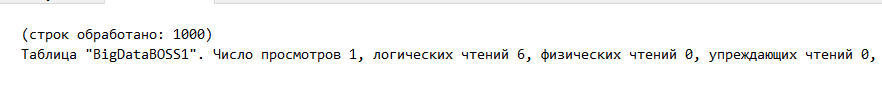 (строк обработано: 1000)
Таблица "BigDataBOSS1". Число просмотров 1, логических чтений 6, физических чтений 0, упреждающих чтений 0,